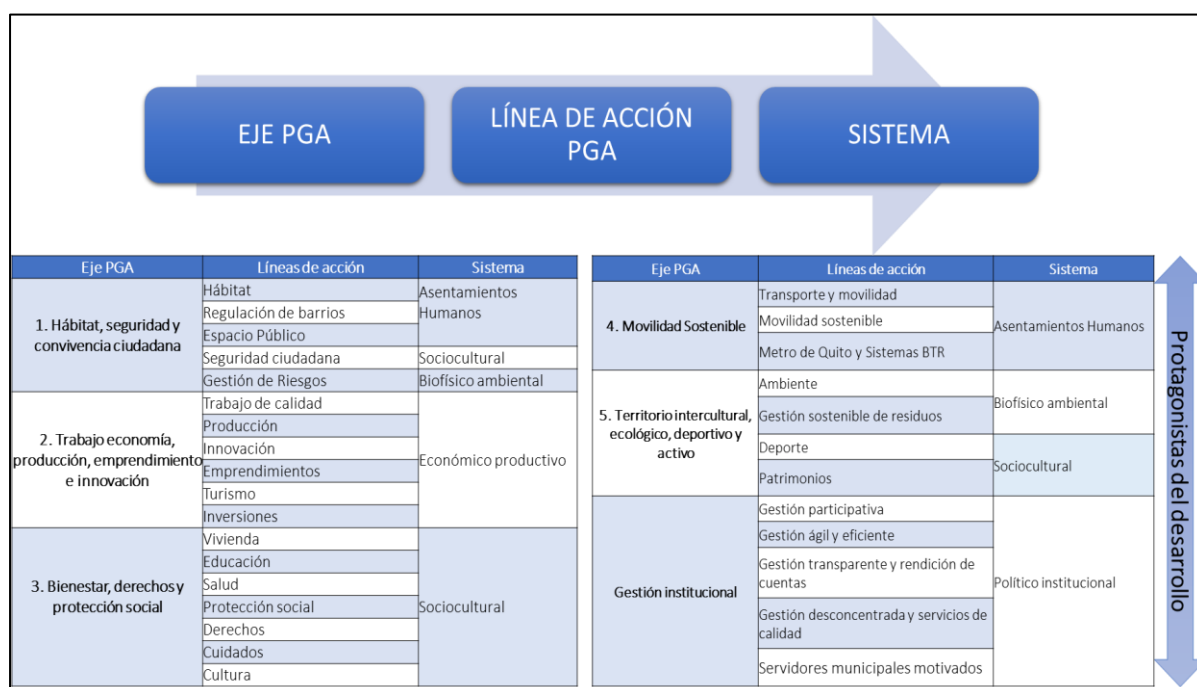 EJE PGA
LÍNEA DE ACCIÓN
PGA
SISTEMA
Eje PGA
Líneas de acción
Sistema
1. Hábitat, seguridad y
convivencia ciudadana
Hábitat
Regulación de barrios
Espacio Público
Seguridad ciudadana
Gestión de Riesgos
Asentamientos
Humanos
Sociocultural
Biofísico ambiental
2. Trabajo economía,
producción, emprendimiento
e innovación
Trabajo de calidad
Producción
Innovación
Emprendimientos
Turismo
Inversiones
Económico productivo
3. Bienestar, derechos y
protección social
Vivienda
Educación
Salud
Protección social
Derechos
Cuidados
Cultura
Sociocultural
Eje PGA
Líneas de acción
Sistema
4. Movilidad Sostenible
Transporte y movilidad
Movilidad sostenible
Metro de Quito y Sistemas BTR
Asentamientos Humanos
5. Territorio intercultural,
ecológico, deportivo y
activo
Ambiente
Gestión sostenible de residuos
Deporte
Patrimonios
Biofísico ambiental
Sociocultural
Gestión institucional
Gestión participativa
Gestión ágil y eficiente
Gestión transparente y rendición de
cuentas
Gestión desconcentrada y servicios de
calidad
Servidores municipales motivados
Político institucional
Protagonistas del desarrollo